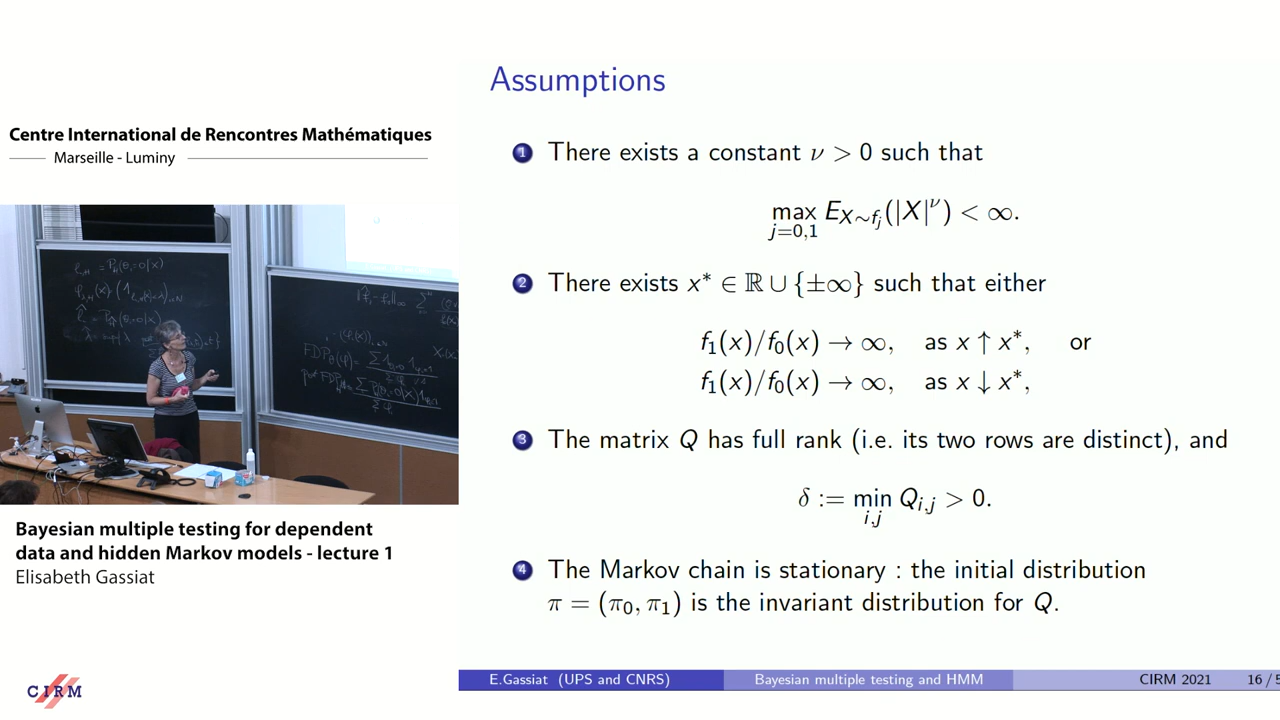 Centre International de Rencontres Mathématiques
Marseille - Luminy
Bayesian multiple testing for dependent
data and hidden Markov models - lecture 1
Elisabeth Gassiat
CIRM
Assumptions
1 There exists a constant ν > 0 such that
max E_{X∼f_j}(|X|^ν) < ∞.
j=0,1
2 There exists x* ∈ ℝ ∪ {±∞} such that either
f₁(x)/f₀(x) → ∞, as x ↑ x*, or
f₁(x)/f₀(x) → ∞, as x ↓ x*,
3 The matrix Q has full rank (i.e. its two rows are distinct), and
δ := min Q_{i,j} > 0.
i,j
4 The Markov chain is stationary : the initial distribution
π = (π₀, π₁) is the invariant distribution for Q.
E.Gassiat (UPS and CNRS) Bayesian multiple testing and HMM CIRM 2021 16 / 5